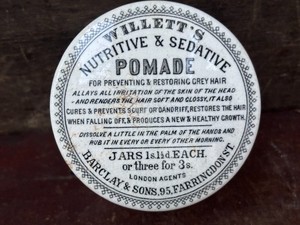 WILLETT'S
NUTRITIVE & SEDATIVE
POMADE
FOR PREVENTING & RESTORING GREY HAIR
ALLAYS ALL IRRITATION OF THE SKIN OF THE HEAD
-AND RENDERS THE HAIR SOFT AND GLOSSY, IT ALSO
CURES & PREVENTS SCURF OR DANDRIFF, RESTORES THE HAIR
WHEN FALLING OFF, & PRODUCES A NEW & HEALTHY GROWTH.
DISSOLVE A LITTLE IN THE PALM OF THE HANDS AND
RUB IT IN EVERY OR EVERY OTHER MORNING.
JARS 1s1½d. EACH.
or three for 3s.
LONDON AGENTS
BARCLAY & SONS, 95, FARRINGDON ST.